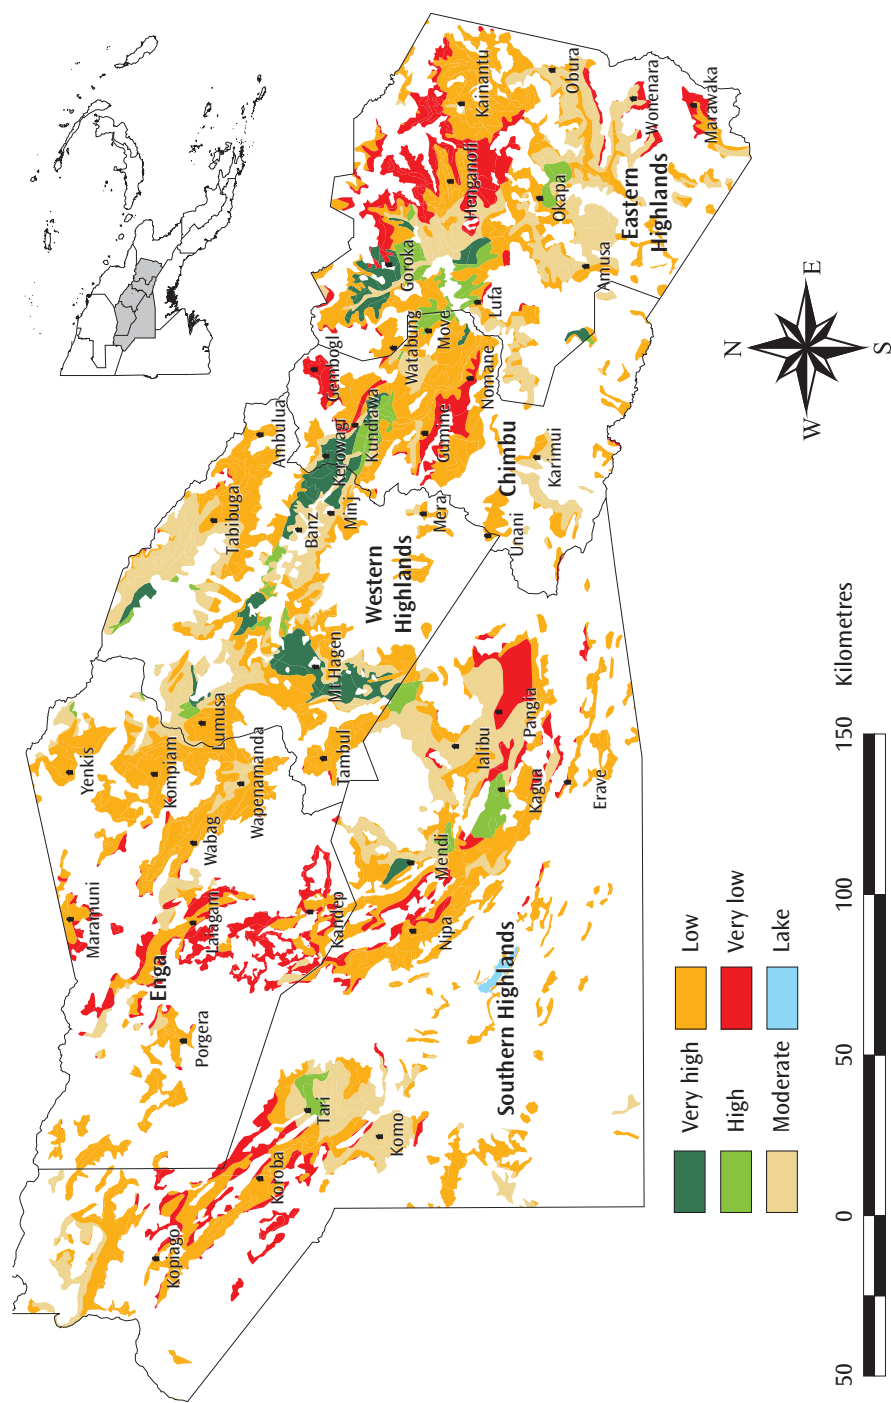 Kopiago
Koroba
Tari
Komo
Porgera
Enga
Laiagam
Maramuni
Kandep
Wabag
Wapenamanda
Kompiam
Yenkis
Lumusa
Tambul
Mt Hagen
Western
Highlands
Tabibuga
Ambulua
Banz
Minj
Kerowagi
Kundiawa
Gembogl
Mera
Unani
Chimbu
Karimui
Gumine
Nomane
Watabung
Move
Lufa
Goroka
Henganofi
Kainantu
Obura
Okapa
Amusa
Eastern
Highlands
Wonenara
Marawaka
Nipa
Mendi
Southern Highlands
Ialibu
Pangia
Kagua
Erave
Very high
High
Moderate
Low
Very low
Lake
N
E
S
W
50
0
50
100
150
Kilometres